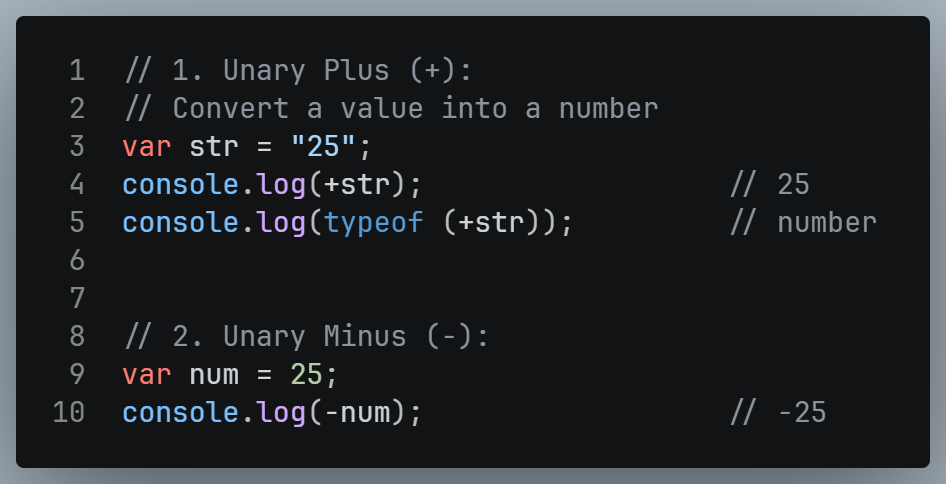 1 // 1. Unary Plus (+):
2 // Convert a value into a number
3 var str = "25";
4 console.log(+str); // 25
5 console.log(typeof (+str)); // number
6
7
8 // 2. Unary Minus (-):
9 var num = 25;
10 console.log(-num); // -25